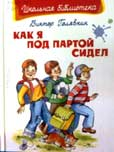 Школьная библиотека
Виктор Голявкин
КАК Я
ПОД ПАРТОЙ
СИДЕЛ